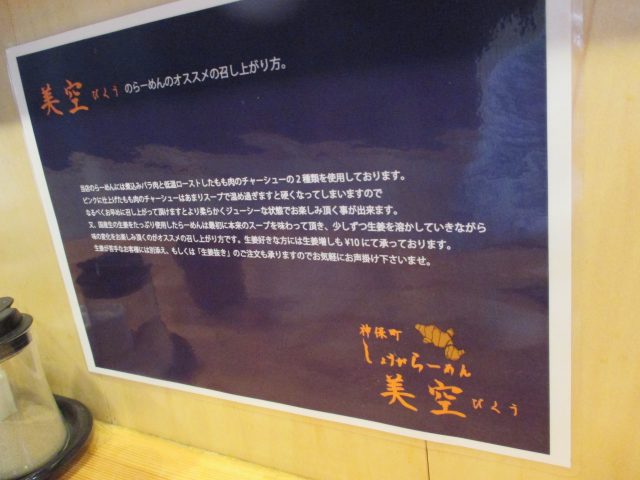 美空 びくう のらーめんのオススメの召し上がり方。
当店のらーめんには煮込みバラ肉と低温ローストしたもも肉のチャーシューの2種類を使用しております。
ピンクに仕上げたもも肉のチャーシューはあまりスープで温め過ぎますと硬くなってしまいますので
なるべくお早めに召し上がって頂けますとより柔らかくジューシーな状態でお楽しみ頂く事が出来ます。
又、国産生の生姜をたっぷり使用したらーめんは最初に本来のスープを味わって頂き、少しずつ生姜を溶かしていきながら
味の変化をお楽しみ頂くのがオススメの召し上がり方です。生姜好きな方には生姜増しも¥10にて承っております。
生姜が苦手なお客様には別添え、もしくは「生姜抜き」のご注文も承りますのでお気軽にお声掛け下さいませ。
神保町
しょうがらーめん
美空 びくう